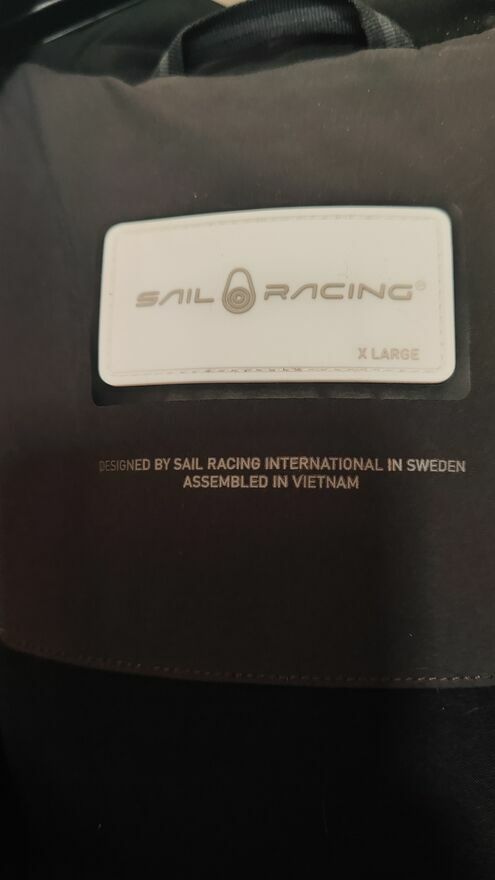 SAIL RACING®
X LARGE
DESIGNED BY SAIL RACING INTERNATIONAL IN SWEDEN
ASSEMBLED IN VIETNAM